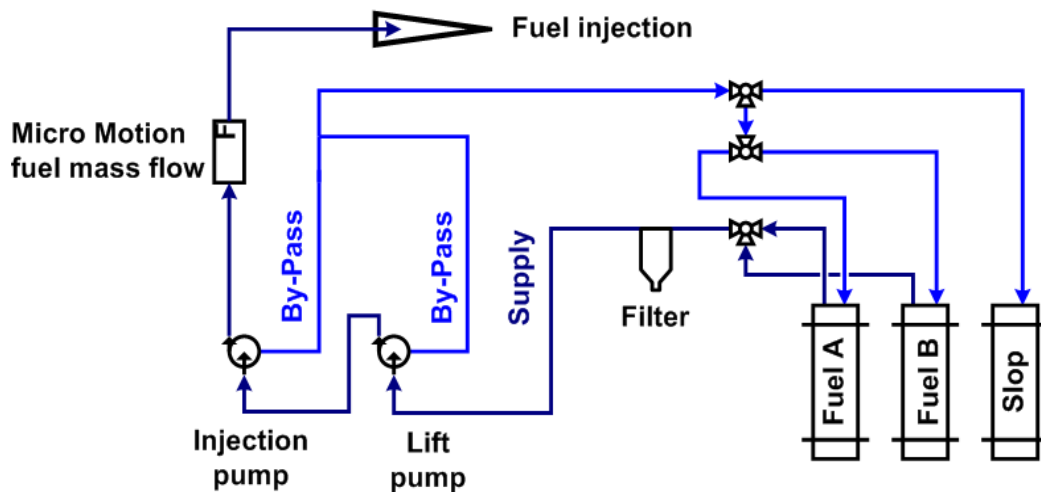 Fuel injection
Micro Motion
fuel mass flow
F
By-Pass
By-Pass
Supply
Filter
Fuel A
Fuel B
Slop
Injection
pump
Lift
pump